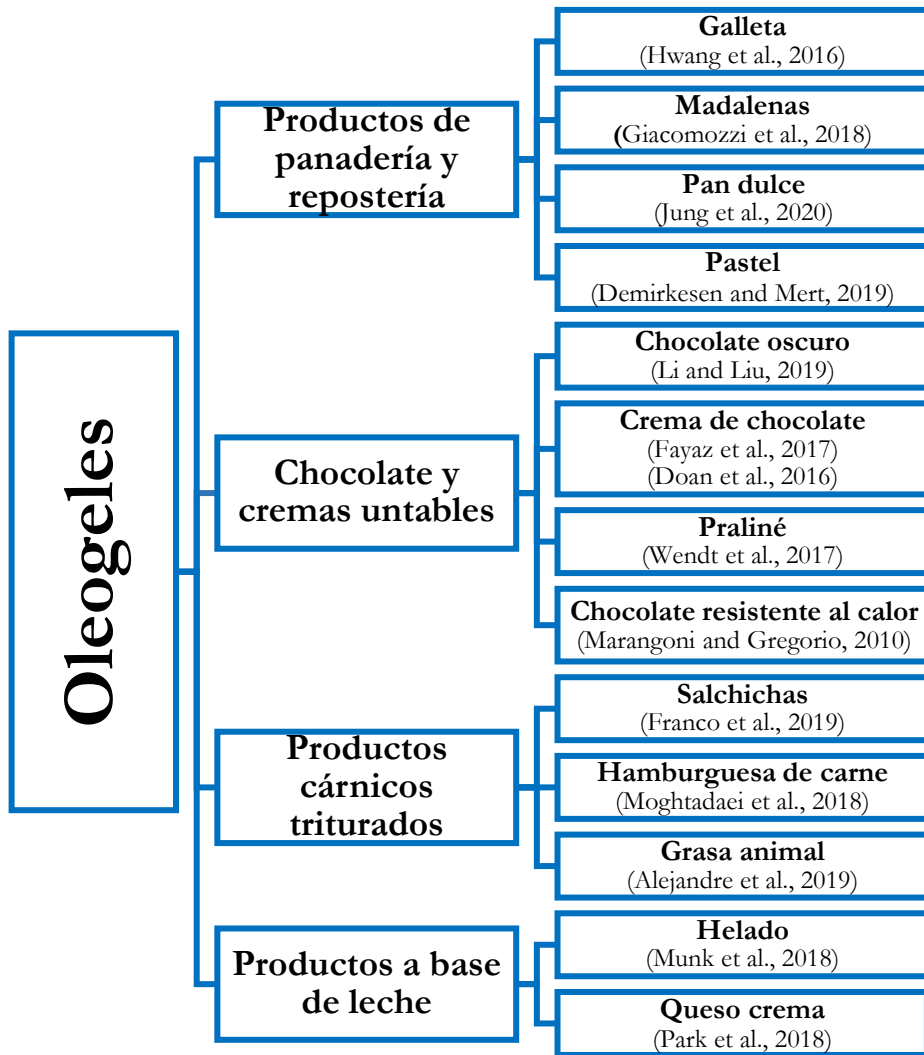 Oleogeles
Productos de
panadería y
repostería
Galleta
(Hwang et al., 2016)
Madalenas
(Giacomozzi et al., 2018)
Pan dulce
(Jung et al., 2020)
Pastel
(Demirkesen and Mert, 2019)
Chocolate y
cremas untables
Chocolate oscuro
(Li and Liu, 2019)
Crema de chocolate
(Fayaz et al., 2017)
(Doan et al., 2016)
Praliné
(Wendt et al., 2017)
Chocolate resistente al calor
(Marangoni and Gregorio, 2010)
Productos
cárnicos
triturados
Salchichas
(Franco et al., 2019)
Hamburguesa de carne
(Moghtadaei et al., 2018)
Grasa animal
(Alejandre et al., 2019)
Productos a base
de leche
Helado
(Munk et al., 2018)
Queso crema
(Park et al., 2018)